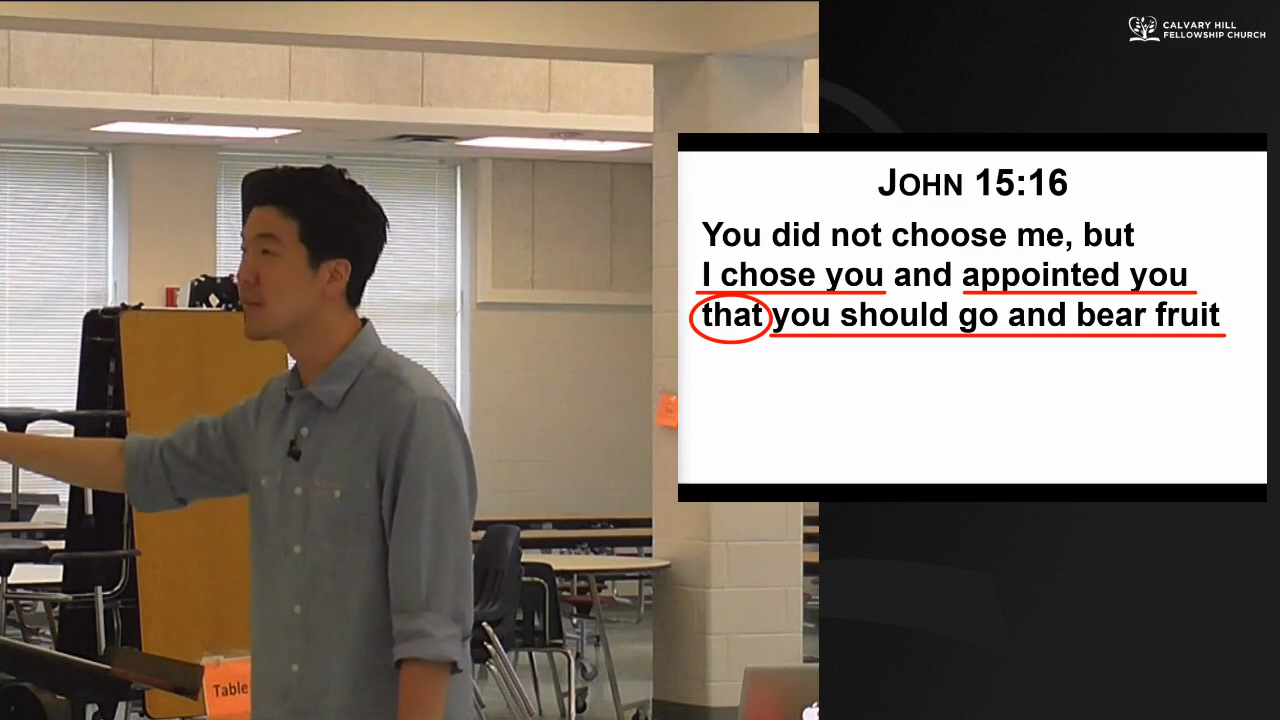 CALVARY HILL
FELLOWSHIP CHURCH
JOHN 15:16
You did not choose me, but
I chose you and appointed you
that you should go and bear fruit
Table